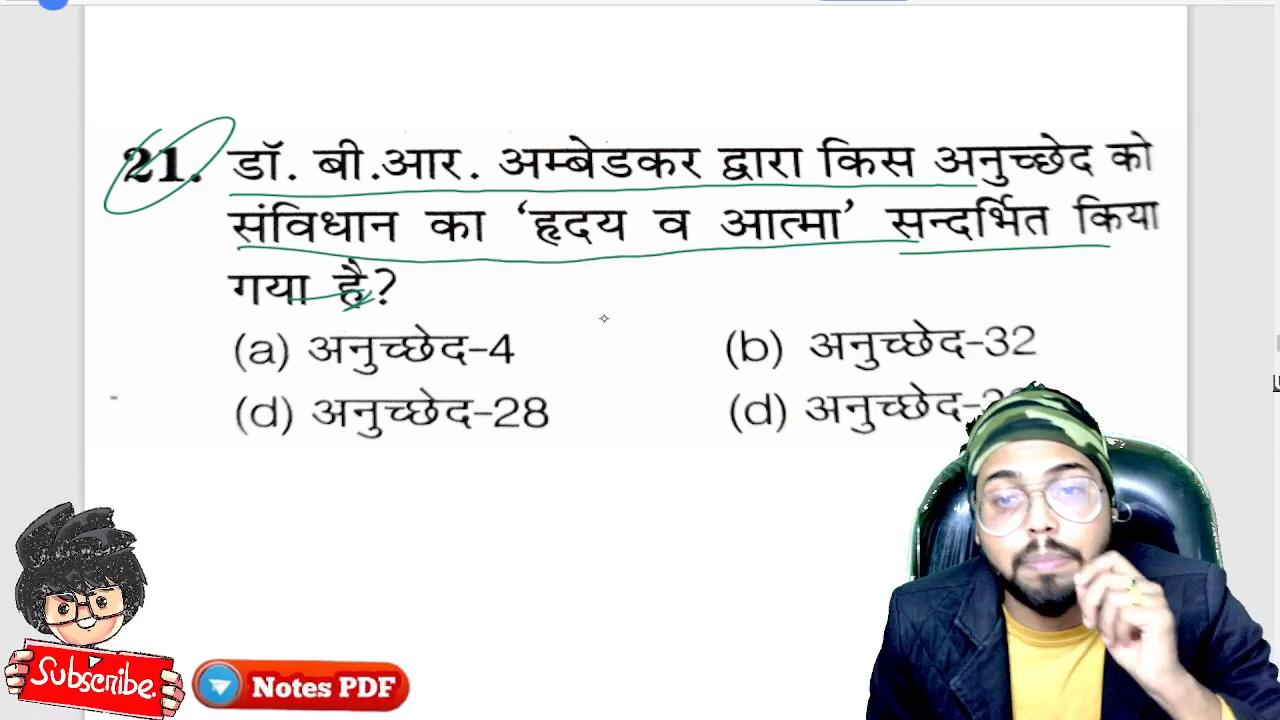 21. डॉ. बी.आर. अम्बेडकर द्वारा किस अनुच्छेद को
संविधान का ‘हृदय व आत्मा’ सन्दर्भित किया
गया है?
(a) अनुच्छेद-4 (b) अनुच्छेद-32
(d) अनुच्छेद-28 (d) अनुच्छेद-
Subscribe.
Notes PDF